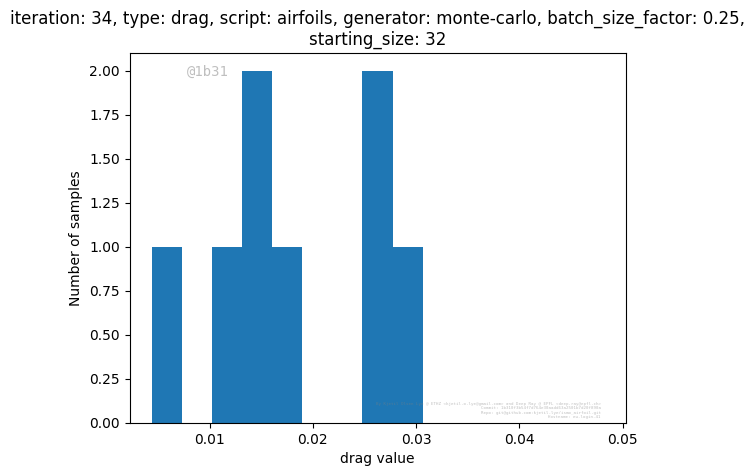 iteration: 34, type: drag, script: airfoils, generator: monte-carlo, batch_size_factor: 0.25,
starting_size: 32
@1b31
2.00
1.75
1.50
1.25
1.00
0.75
0.50
0.25
0.00
Number of samples
0.01
0.02
0.03
0.04
0.05
drag value